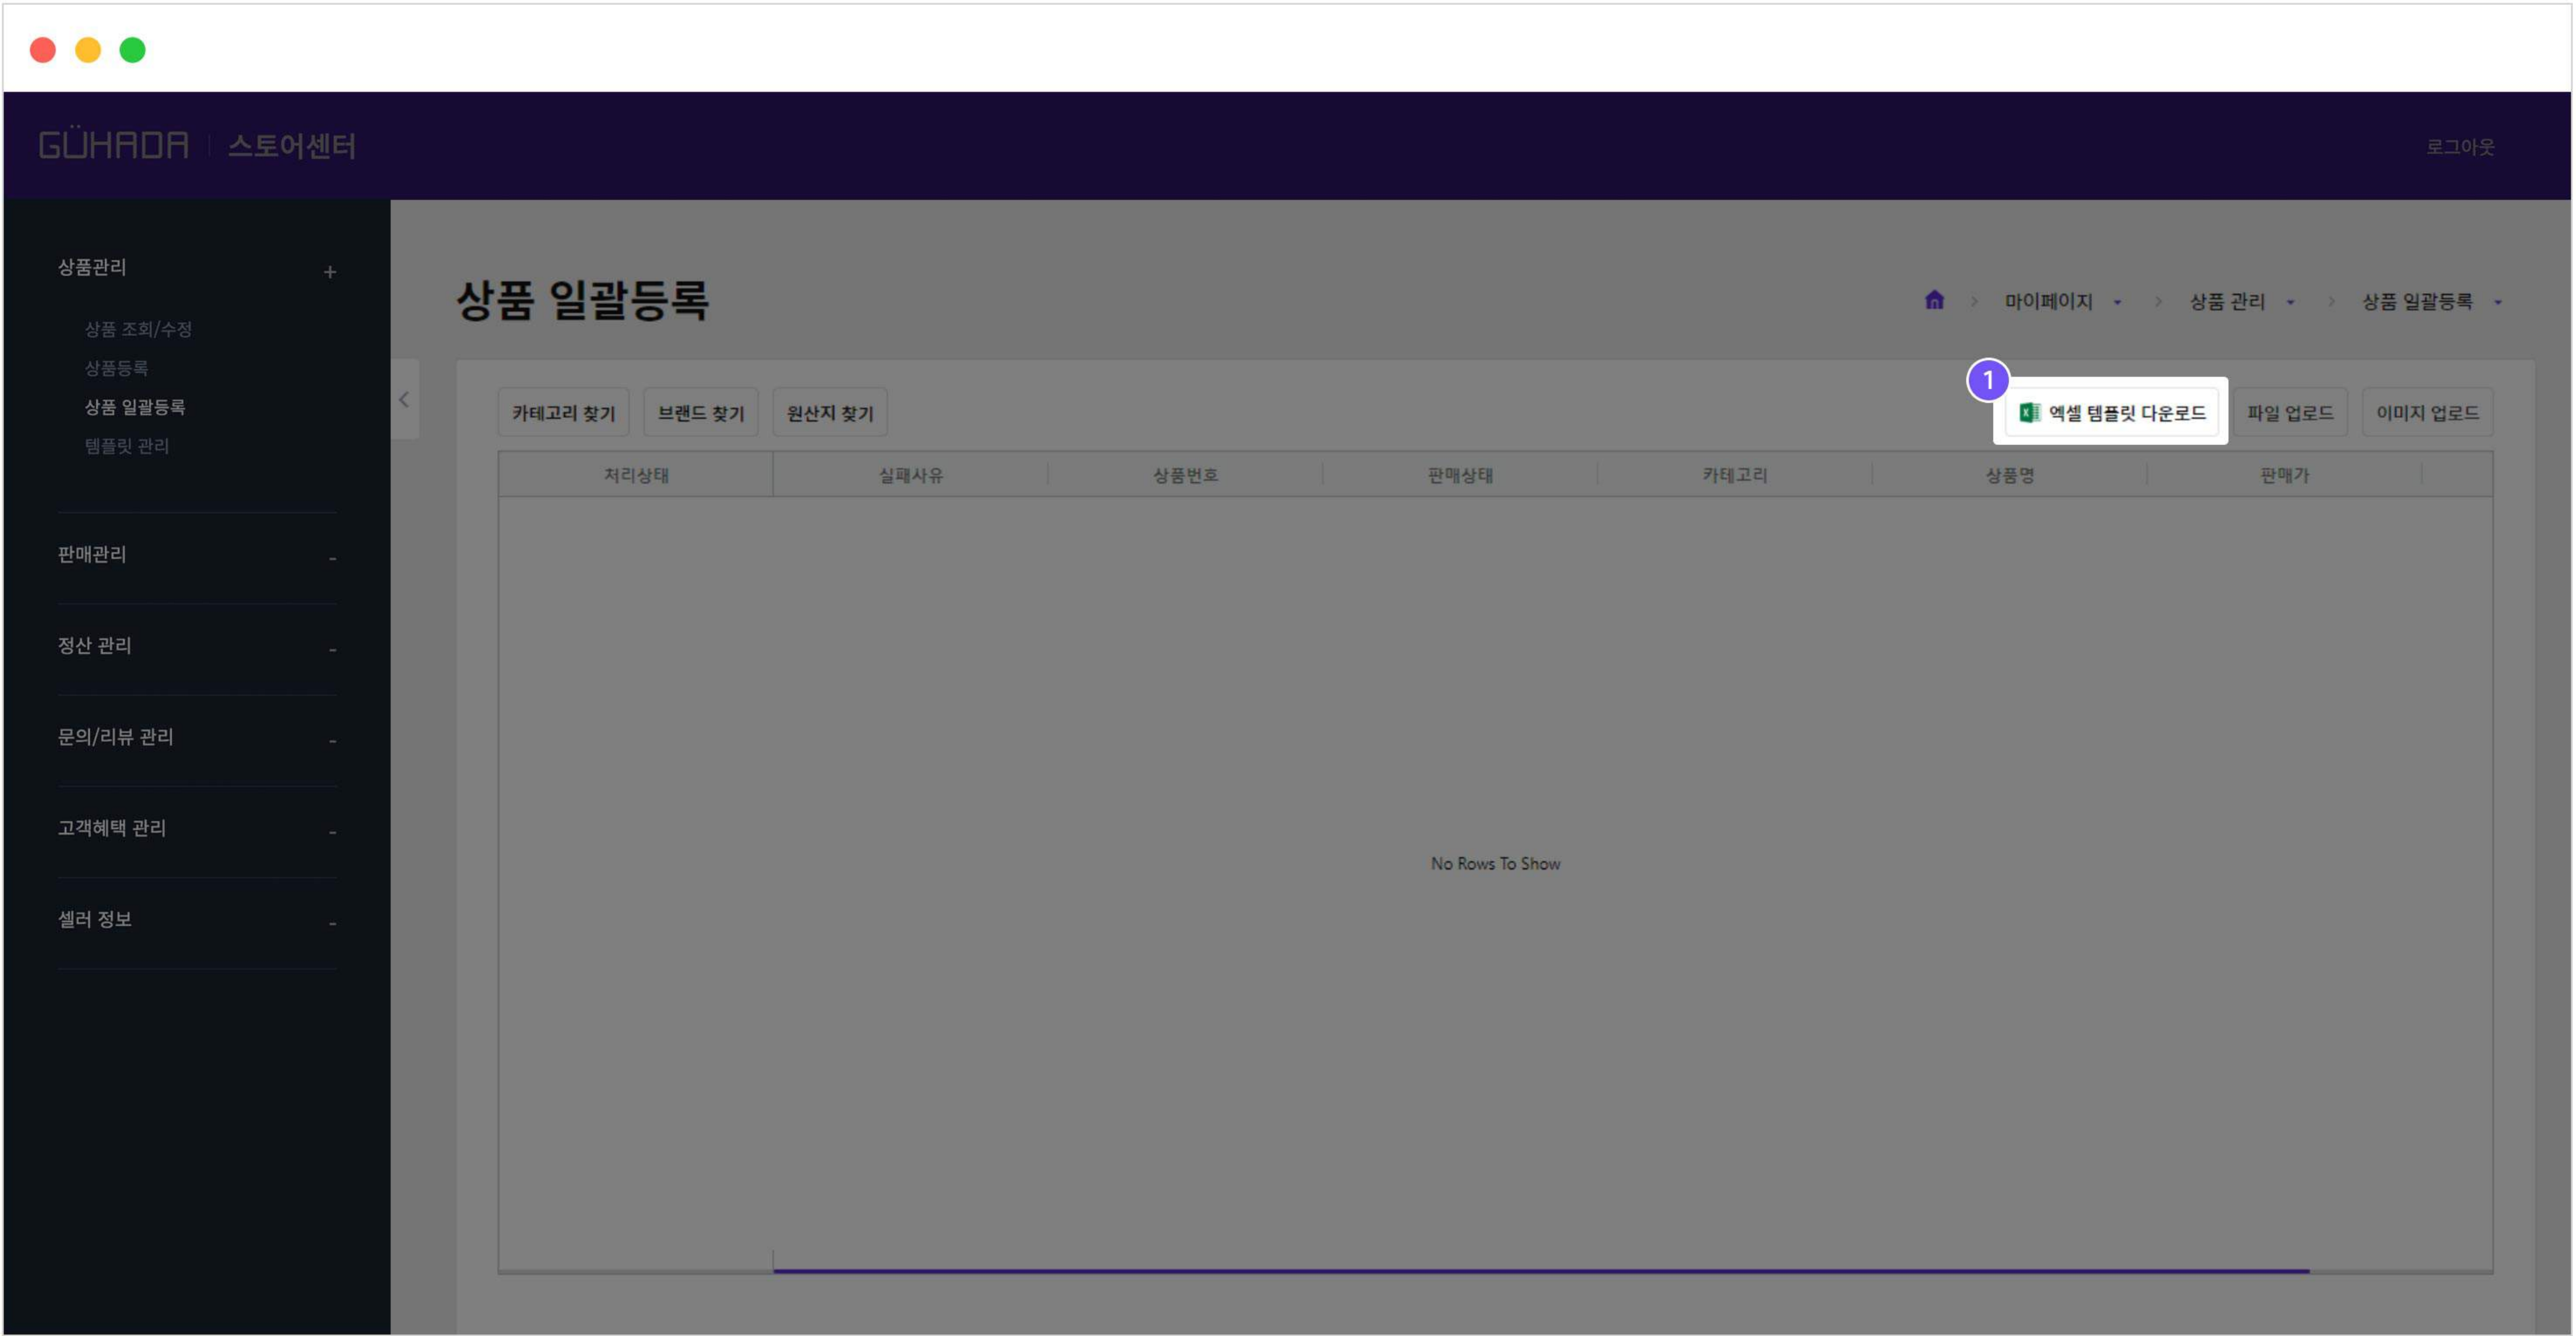 GÜHADA 스토어센터
로그아웃
상품관리 +
상품 조회/수정
상품등록
상품 일괄등록
템플릿 관리
판매관리 -
정산 관리 -
문의/리뷰 관리 -
고객혜택 관리 -
셀러 정보 -
상품 일괄등록
마이페이지 > 상품 관리 > 상품 일괄등록
1
카테고리 찾기 브랜드 찾기 원산지 찾기 엑셀 템플릿 다운로드 파일 업로드 이미지 업로드
처리상태 실패사유 상품번호 판매상태 카테고리 상품명 판매가
No Rows To Show